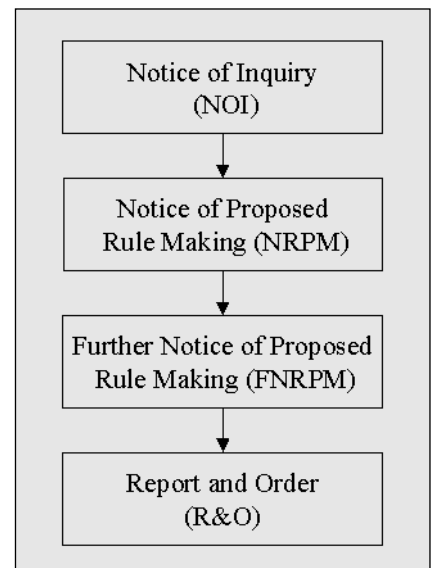 Notice of Inquiry
(NOI)
Notice of Proposed
Rule Making (NRPM)
Further Notice of Proposed
Rule Making (FNRPM)
Report and Order
(R&O)